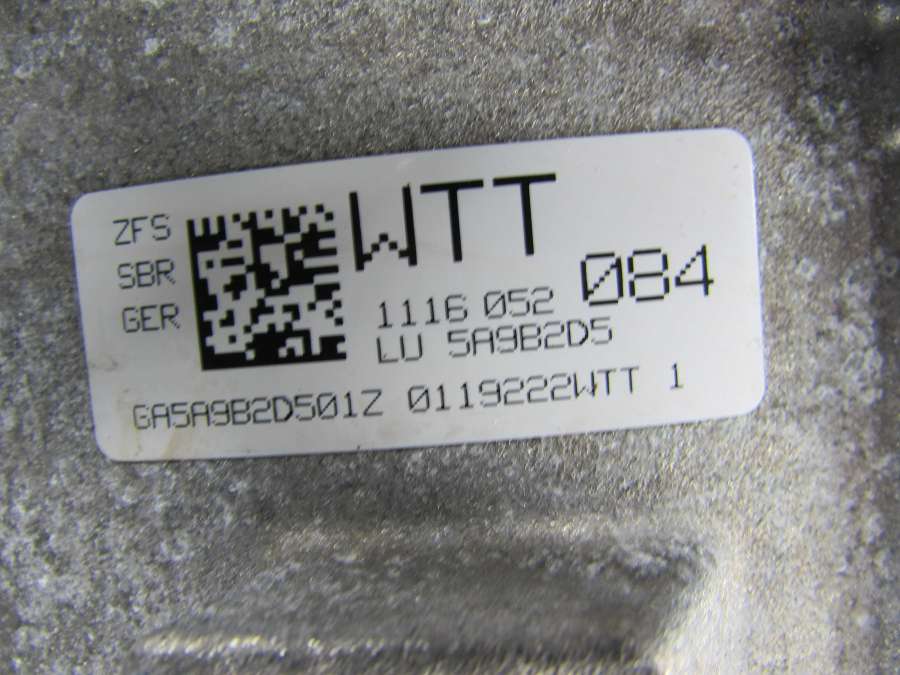 ZFS
SBR
GER
WTT
084
1116 052
LU 5A9B2D5
GA5A9B2D501Z 0119222WTT 1